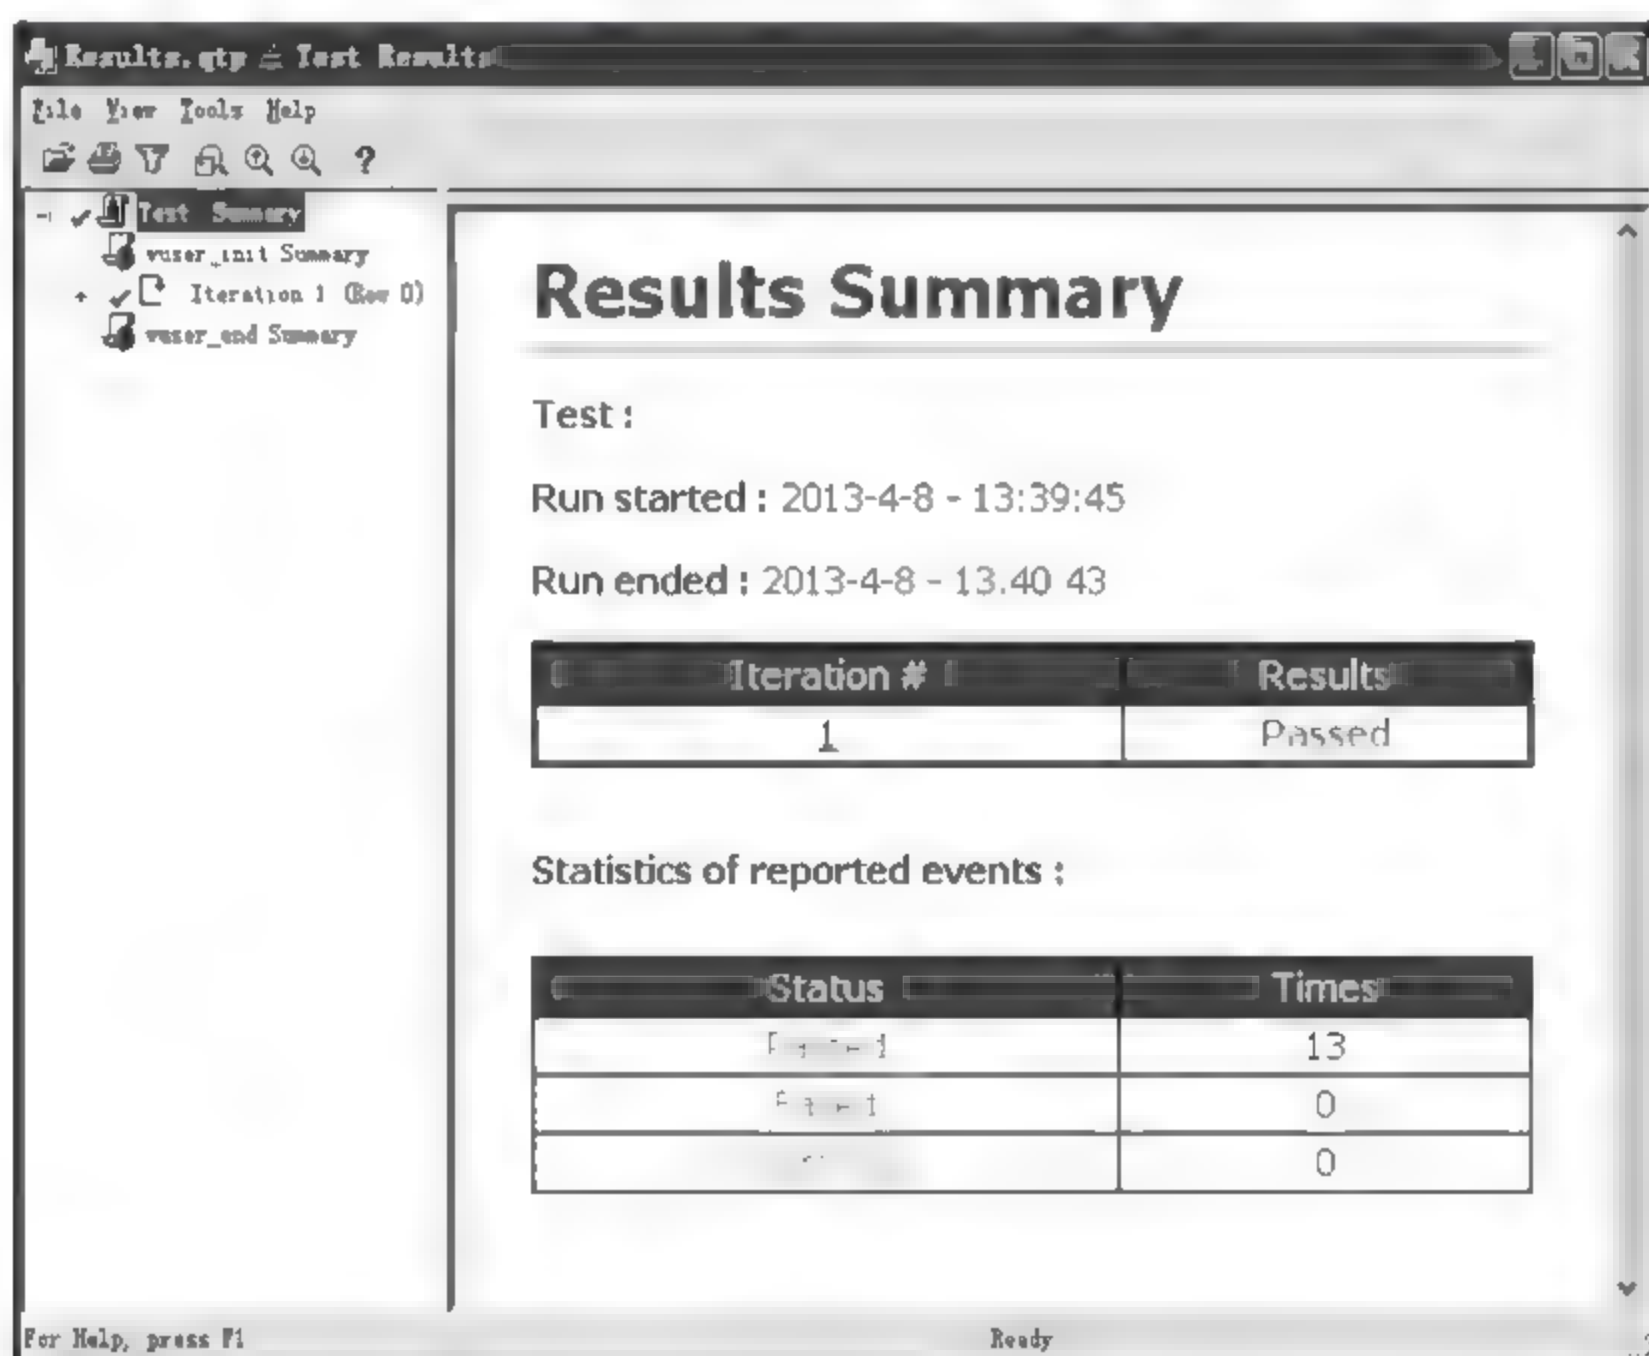 Results.qtp - Test Results
File View Tools Help
Test Summary
vuser_init Summary
Iteration 1 (Row 0)
vuser_end Summary
Results Summary
Test :
Run started : 2013-4-8 - 13:39:45
Run ended : 2013-4-8 - 13.40 43
Iteration # Results
1 Passed
Statistics of reported events :
Status Times
13
0
0
For Help, press F1 Ready